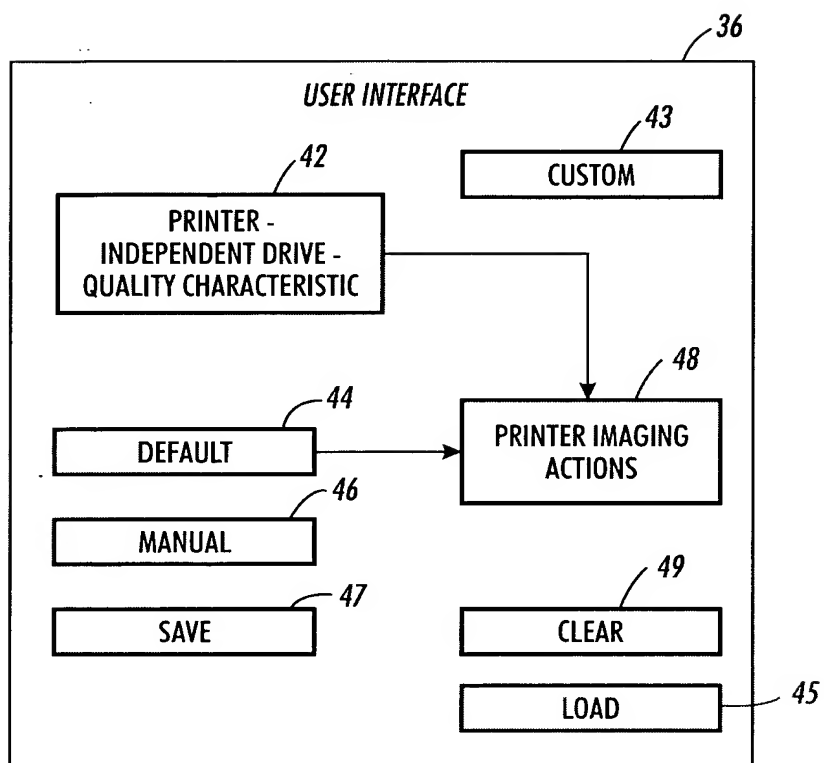 36
USER INTERFACE
43
CUSTOM
42
PRINTER -
INDEPENDENT DRIVE -
QUALITY CHARACTERISTIC
44
DEFAULT
48
PRINTER IMAGING
ACTIONS
46
MANUAL
47
SAVE
49
CLEAR
LOAD
45